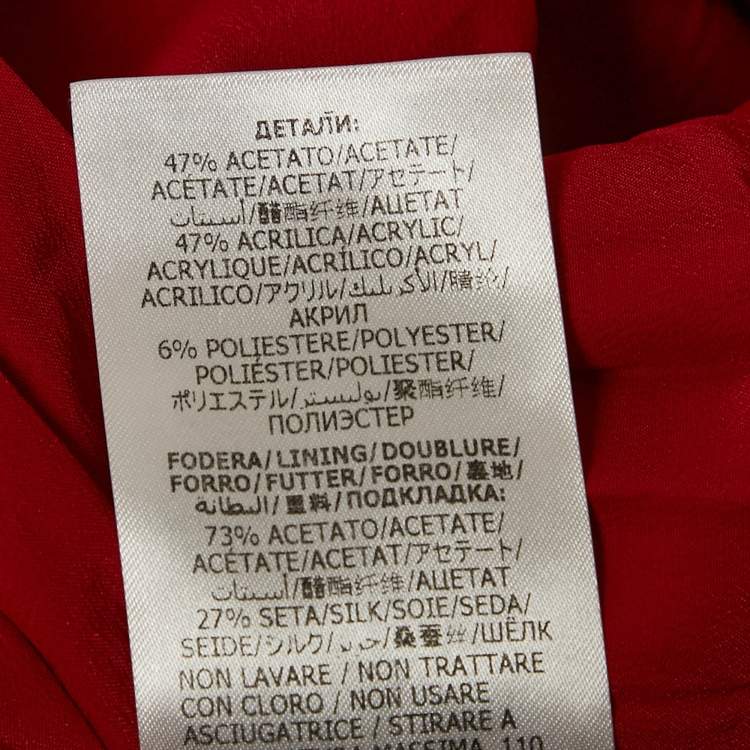 ДЕТАЛИ:
47% ACETATO/ACETATE/
ACETATE/ACETAT/アセテート/
أسيتات/醋酯纤维/АЦЕТАТ
47% ACRILICA/ACRYLIC/
ACRYLIQUE/ACRÍLICO/ACRYL/
ACRILICO/アクリル/الأكريليك/腈纶/
АКРИЛ
6% POLIESTERE/POLYESTER/
POLIÉSTER/POLIESTER/
ポリエステル/بوليستر/聚酯纤维/
ПОЛИЭСТЕР
FODERA/LINING/DOUBLURE/
FORRO/FUTTER/FORRO/裏地/
البطانة/里料/ПОДКЛАДКА:
73% ACETATO/ACETATE/
ACÉTATE/ACETAT/アセテート/
أسيتات/醋酯纤维/АЦЕТАТ
27% SETA/SILK/SOIE/SEDA/
SEIDE/シルク/حرير/桑蚕丝/ШЁЛК
NON LAVARE / NON TRATTARE
CON CLORO / NON USARE
ASCIUGATRICE / STIRARE A
MASSIMA 110